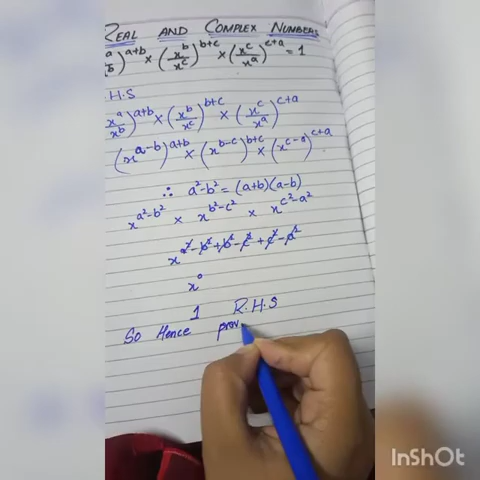 REAL AND COMPLEX NUMBERS
)^{a+b} × (x^b/x^c)^{b+c} × (x^c/x^a)^{c+a} = 1
.H.S
x^a/x^b)^{a+b} × (x^b/x^c)^{b+c} × (x^c/x^a)^{c+a}
(x^{a-b})^{a+b} × (x^{b-c})^{b+c} × (x^{c-a})^{c+a}
∴ a²-b² = (a+b)(a-b)
x^{a²-b²} × x^{b²-c²} × x^{c²-a²}
x^{a²-b²+b²-c²+c²-a²}
x^0
1 R.H.S
So Hence prov
InShOt